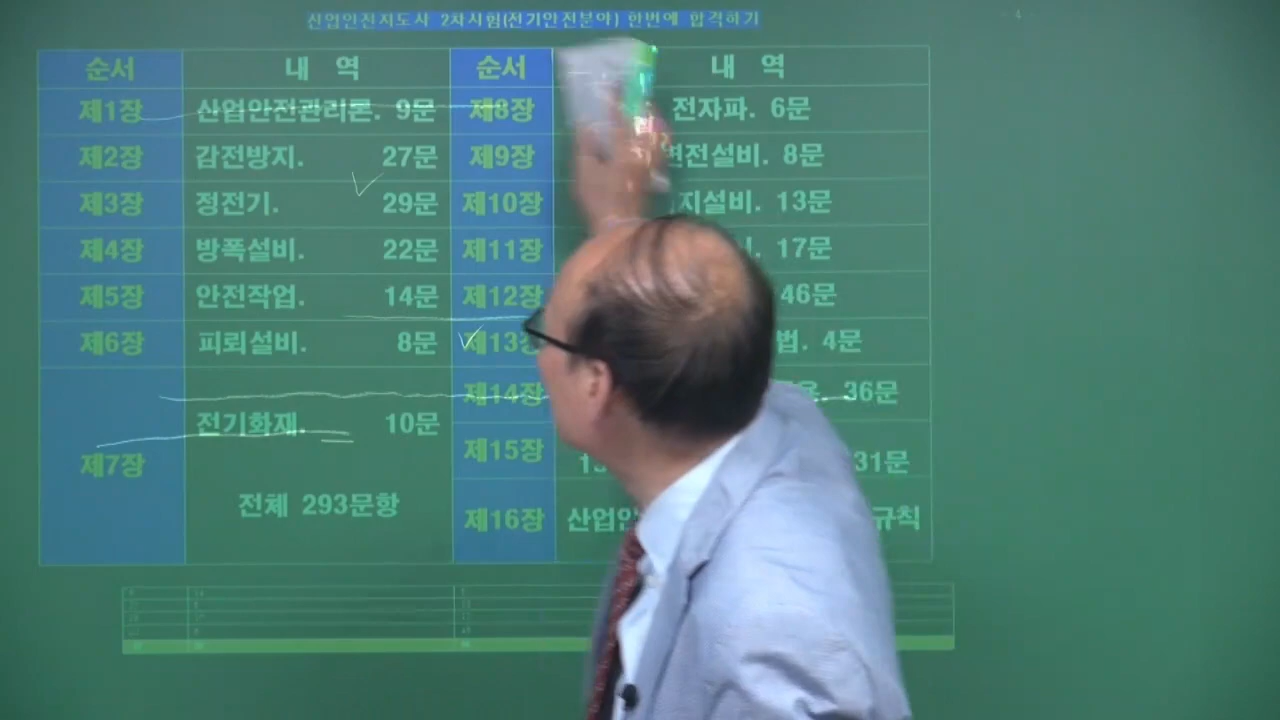 산업안전지도사 2차시험(전기안전분야) 한번에 합격하기
순서 내 역 순서 내 역
제1장 산업안전관리론. 9문 제8장 전자파. 6문
제2장 감전방지. 27문 제9장 변전설비. 8문
제3장 정전기. 29문 제10장 지설비. 13문
제4장 방폭설비. 22문 제11장 17문
제5장 안전작업. 14문 제12장 46문
제6장 피뢰설비. 8문 제13장 법. 4문
제7장 전기화재. 10문 제14장 36문
전체 293문항 제15장 31문
제16장 산업안 규칙